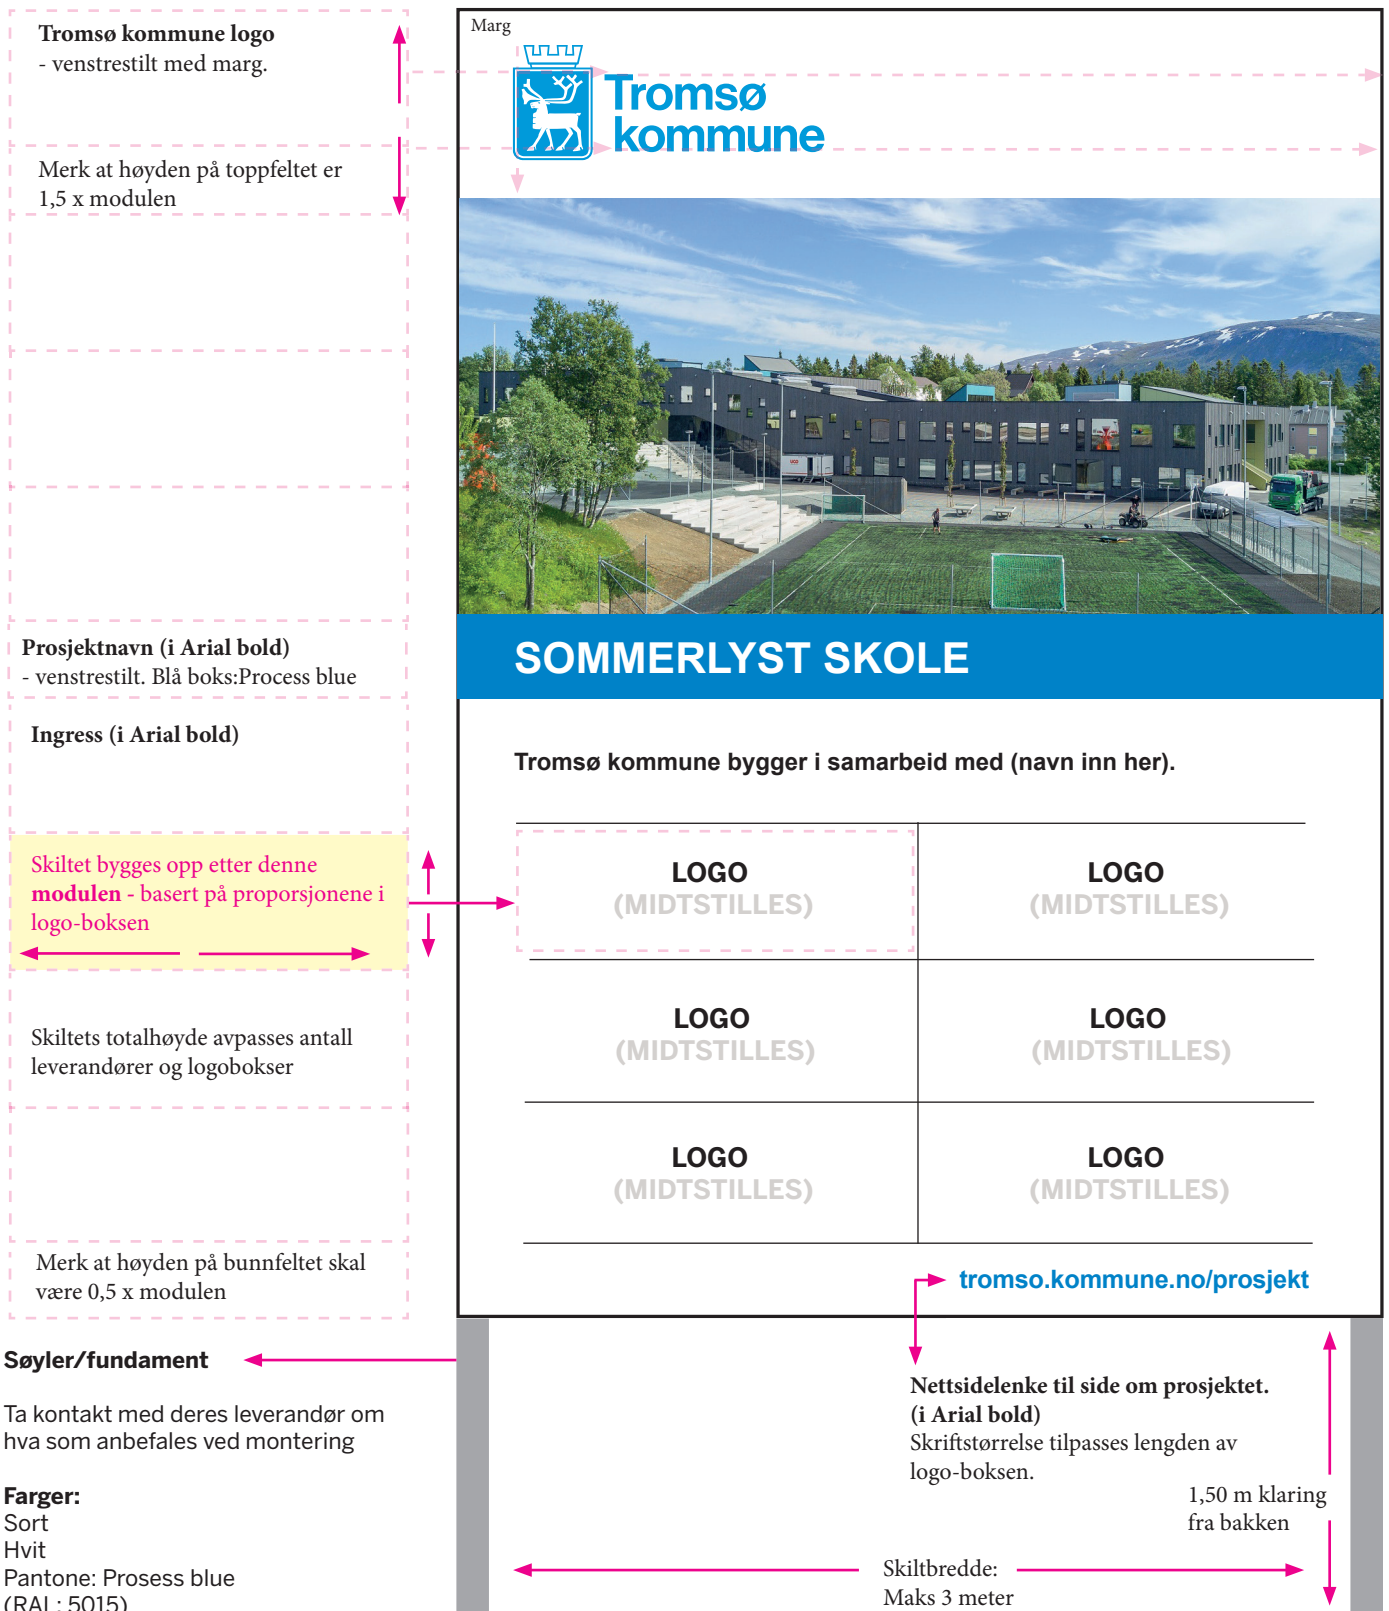 Tromsø kommune logo
- venstrestilt med marg.
Merk at høyden på toppfeltet er
1,5 x modulen
Marg
Tromsø
kommune
Prosjektnavn (i Arial bold)
- venstrestilt. Blå boks:Process blue
SOMMERLYST SKOLE
Ingress (i Arial bold)
Tromsø kommune bygger i samarbeid med (navn inn her).
Skiltet bygges opp etter denne
modulen - basert på proporsjonene i
logo-boksen
LOGO
(MIDTSTILLES)
LOGO
(MIDTSTILLES)
Skiltets totalhøyde avpasses antall
leverandører og logobokser
LOGO
(MIDTSTILLES)
LOGO
(MIDTSTILLES)
LOGO
(MIDTSTILLES)
LOGO
(MIDTSTILLES)
Merk at høyden på bunnfeltet skal
være 0,5 x modulen
tromso.kommune.no/prosjekt
Søyler/fundament
Ta kontakt med deres leverandør om
hva som anbefales ved montering
Farger:
Sort
Hvit
Pantone: Prosess blue
(RAL: 5015)
Nettsidelenke til side om prosjektet.
(i Arial bold)
Skriftstørrelse tilpasses lengden av
logo-boksen.
1,50 m klaring
fra bakken
Skiltbredde:
Maks 3 meter